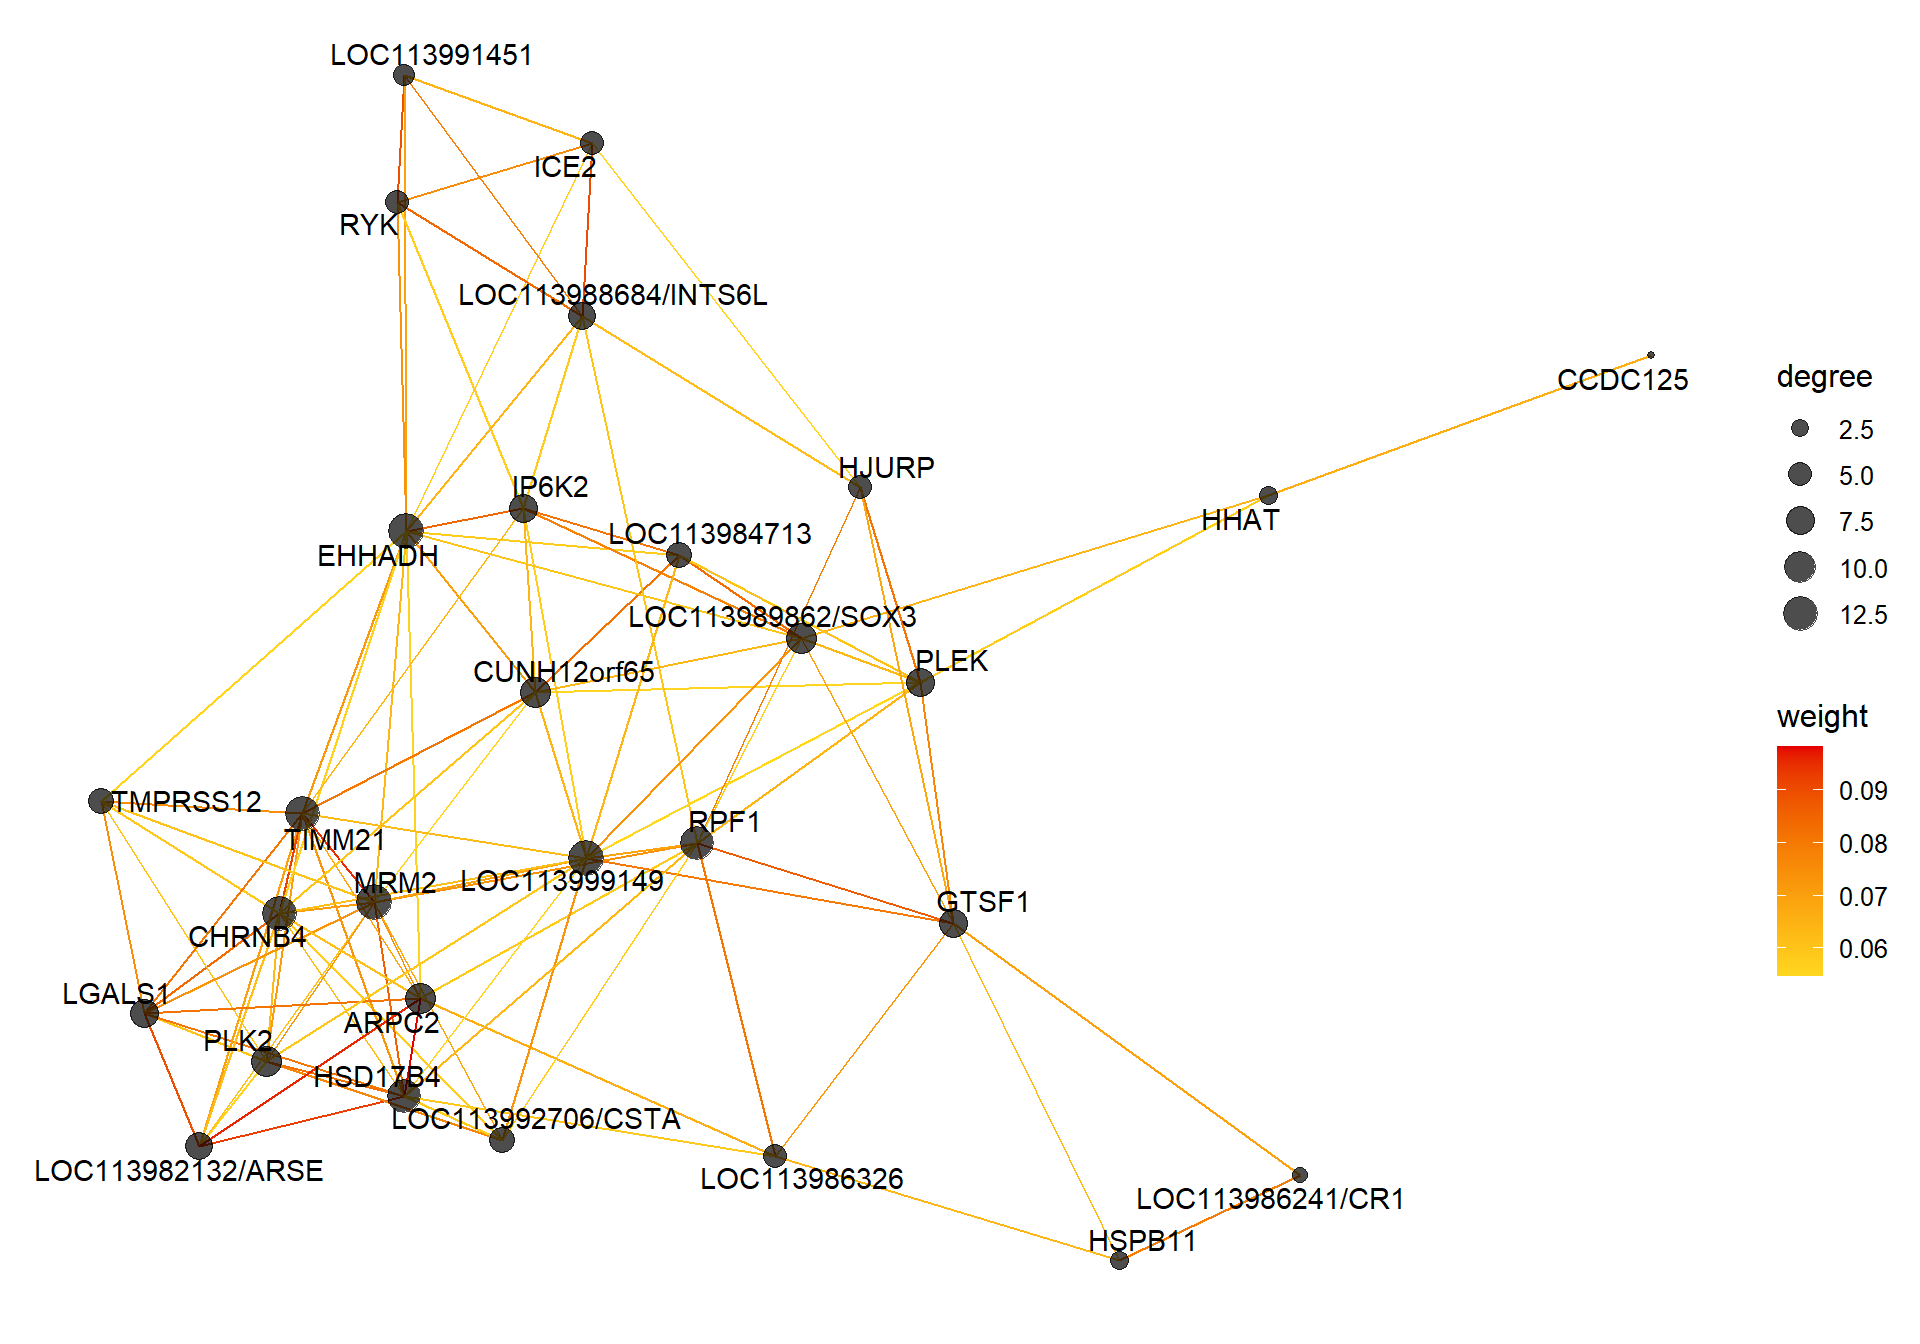 LOC113991451
ICE2
RYK
LOC113988684/INTS6L
CCDC125
degree
2.5
5.0
7.5
10.0
12.5
HJURP
IP6K2
HHAT
LOC113984713
EHHADH
LOC113989862/SOX3
PLEK
CUNH12orf65
weight
0.09
0.08
0.07
0.06
TMPRSS12
RPF1
TIMM21
MRM2
LOC113999149
GTSF1
CHRNB4
LGALS1
ARPC2
PLK2
HSD17B4
LOC113992706/CSTA
LOC113982132/ARSE
LOC113986326
LOC113986241/CR1
HSPB11